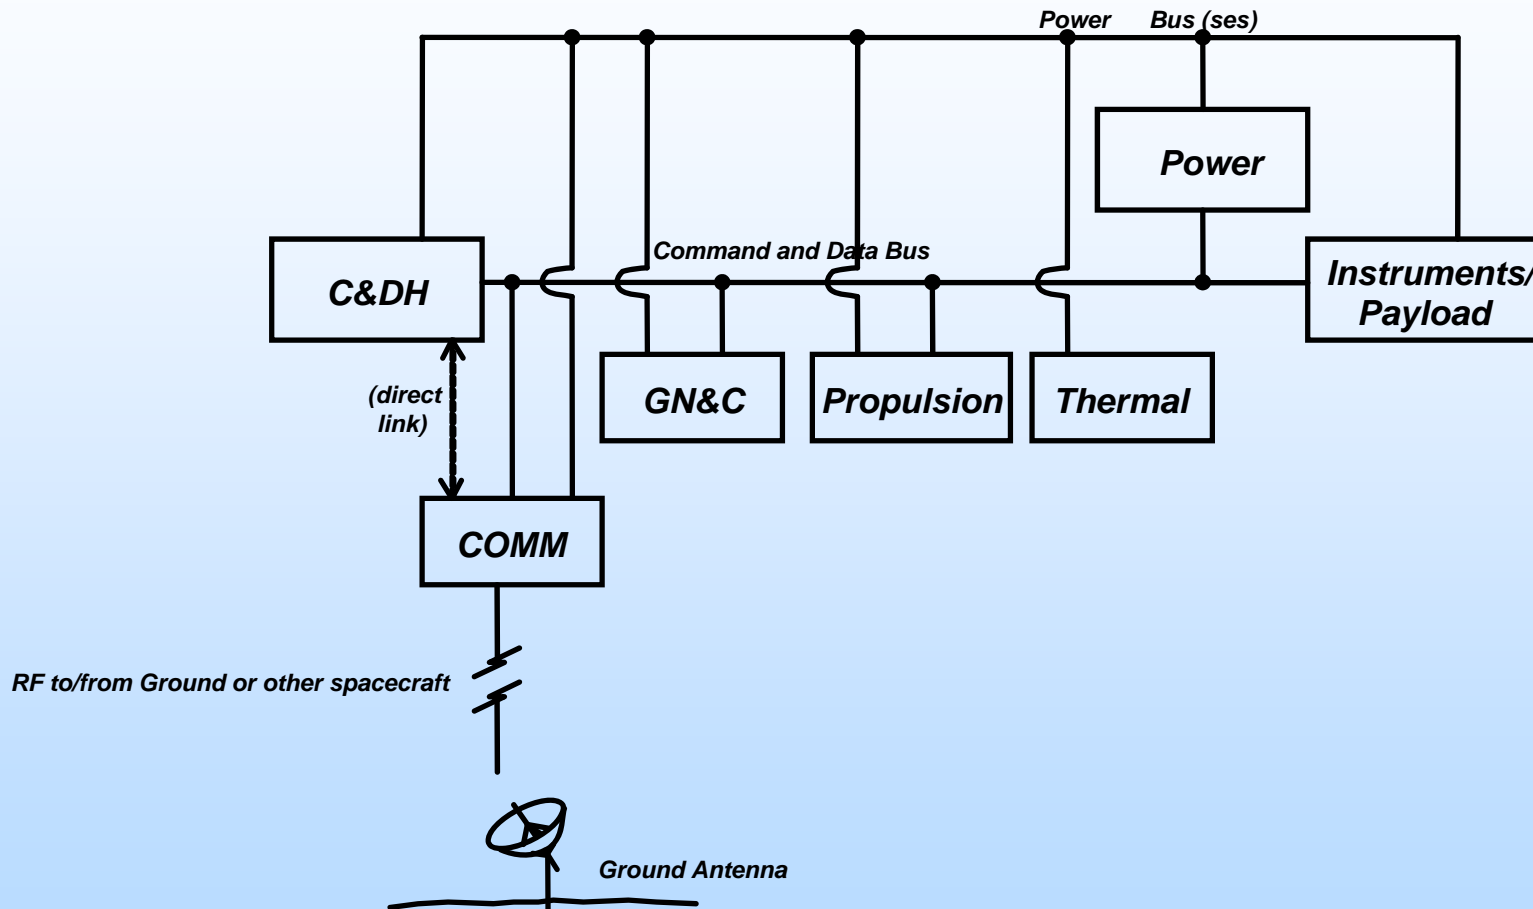 Power Bus (ses)
Power
Command and Data Bus
C&DH
Instruments/
Payload
(direct
link)
GN&C
Propulsion
Thermal
COMM
RF to/from Ground or other spacecraft
Ground Antenna